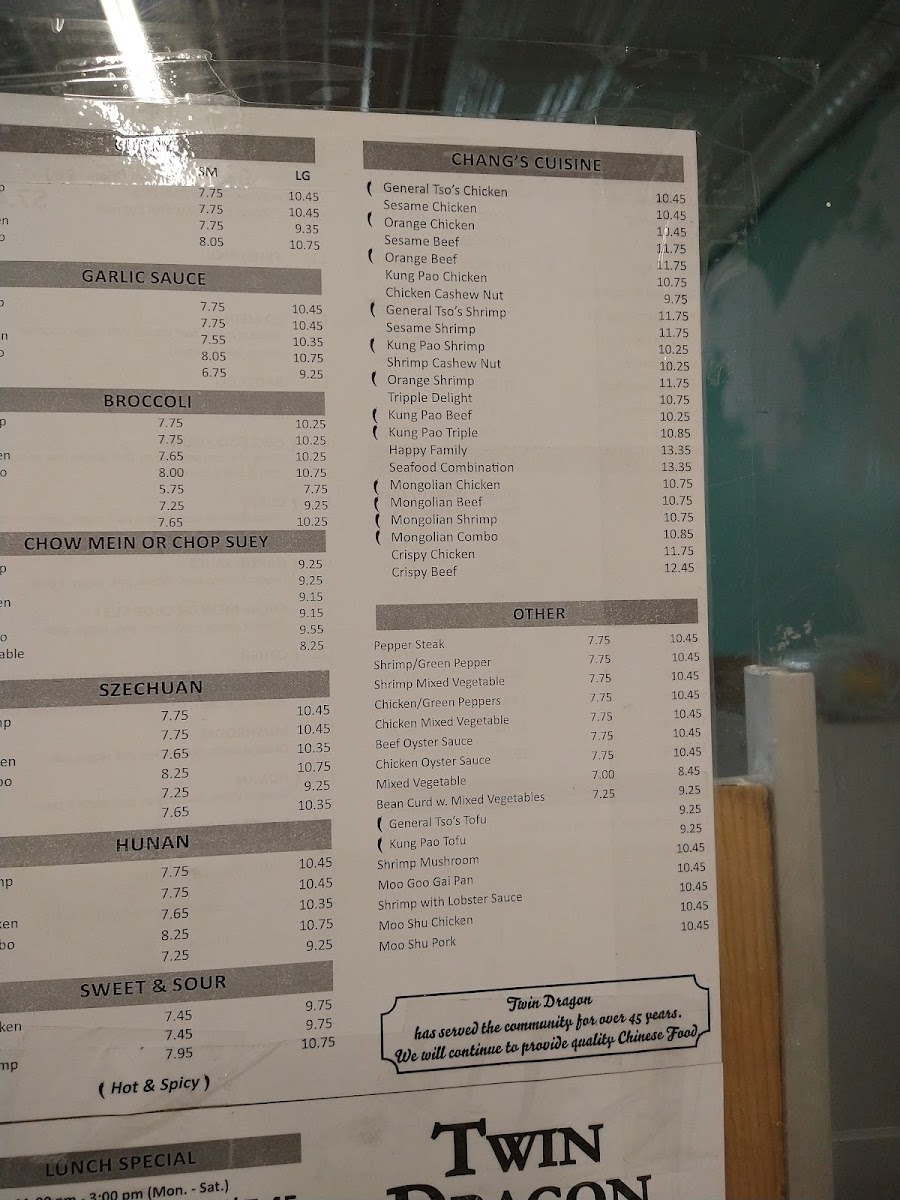 SM LG
7.75 10.45
7.75 10.45
en 7.75 9.35
o 8.05 10.75
GARLIC SAUCE
p 7.75 10.45
7.75 10.45
n 7.55 10.35
o 8.05 10.75
6.75 9.25
BROCCOLI
p 7.75 10.25
7.75 10.25
en 7.65 10.25
o 8.00 10.75
5.75 7.75
7.25 9.25
7.65 10.25
CHOW MEIN OR CHOP SUEY
p 9.25
9.25
en 9.15
9.15
o 9.55
able 8.25
SZECHUAN
mp 7.75 10.45
7.75 10.45
en 7.65 10.35
bo 8.25 10.75
7.25 9.25
7.65 10.35
HUNAN
mp 7.75 10.45
7.75 10.45
ken 7.65 10.35
bo 8.25 10.75
7.25 9.25
SWEET & SOUR
ken 7.45 9.75
7.45 9.75
mp 7.95 10.75
( Hot & Spicy )
CHANG'S CUISINE
( General Tso's Chicken 10.45
Sesame Chicken 10.45
( Orange Chicken 10.45
Sesame Beef 11.75
( Orange Beef 11.75
Kung Pao Chicken 10.75
Chicken Cashew Nut 9.75
( General Tso's Shrimp 11.75
Sesame Shrimp 11.75
( Kung Pao Shrimp 10.25
Shrimp Cashew Nut 10.25
( Orange Shrimp 11.75
Tripple Delight 10.75
( Kung Pao Beef 10.25
( Kung Pao Triple 10.85
Happy Family 13.35
Seafood Combination 13.35
( Mongolian Chicken 10.75
( Mongolian Beef 10.75
( Mongolian Shrimp 10.75
( Mongolian Combo 10.85
Crispy Chicken 11.75
Crispy Beef 12.45
OTHER
Pepper Steak 7.75 10.45
Shrimp/Green Pepper 7.75 10.45
Shrimp Mixed Vegetable 7.75 10.45
Chicken/Green Peppers 7.75 10.45
Chicken Mixed Vegetable 7.75 10.45
Beef Oyster Sauce 7.75 10.45
Chicken Oyster Sauce 7.75 10.45
Mixed Vegetable 7.00 8.45
Bean Curd w. Mixed Vegetables 7.25 9.25
( General Tso's Tofu 9.25
( Kung Pao Tofu 9.25
Shrimp Mushroom 10.45
Moo Goo Gai Pan 10.45
Shrimp with Lobster Sauce 10.45
Moo Shu Chicken 10.45
Moo Shu Pork 10.45
Twin Dragon
has served the community for over 45 years.
We will continue to provide quality Chinese Food
LUNCH SPECIAL
- 3:00 pm (Mon. - Sat.)
TWIN
DRAGON